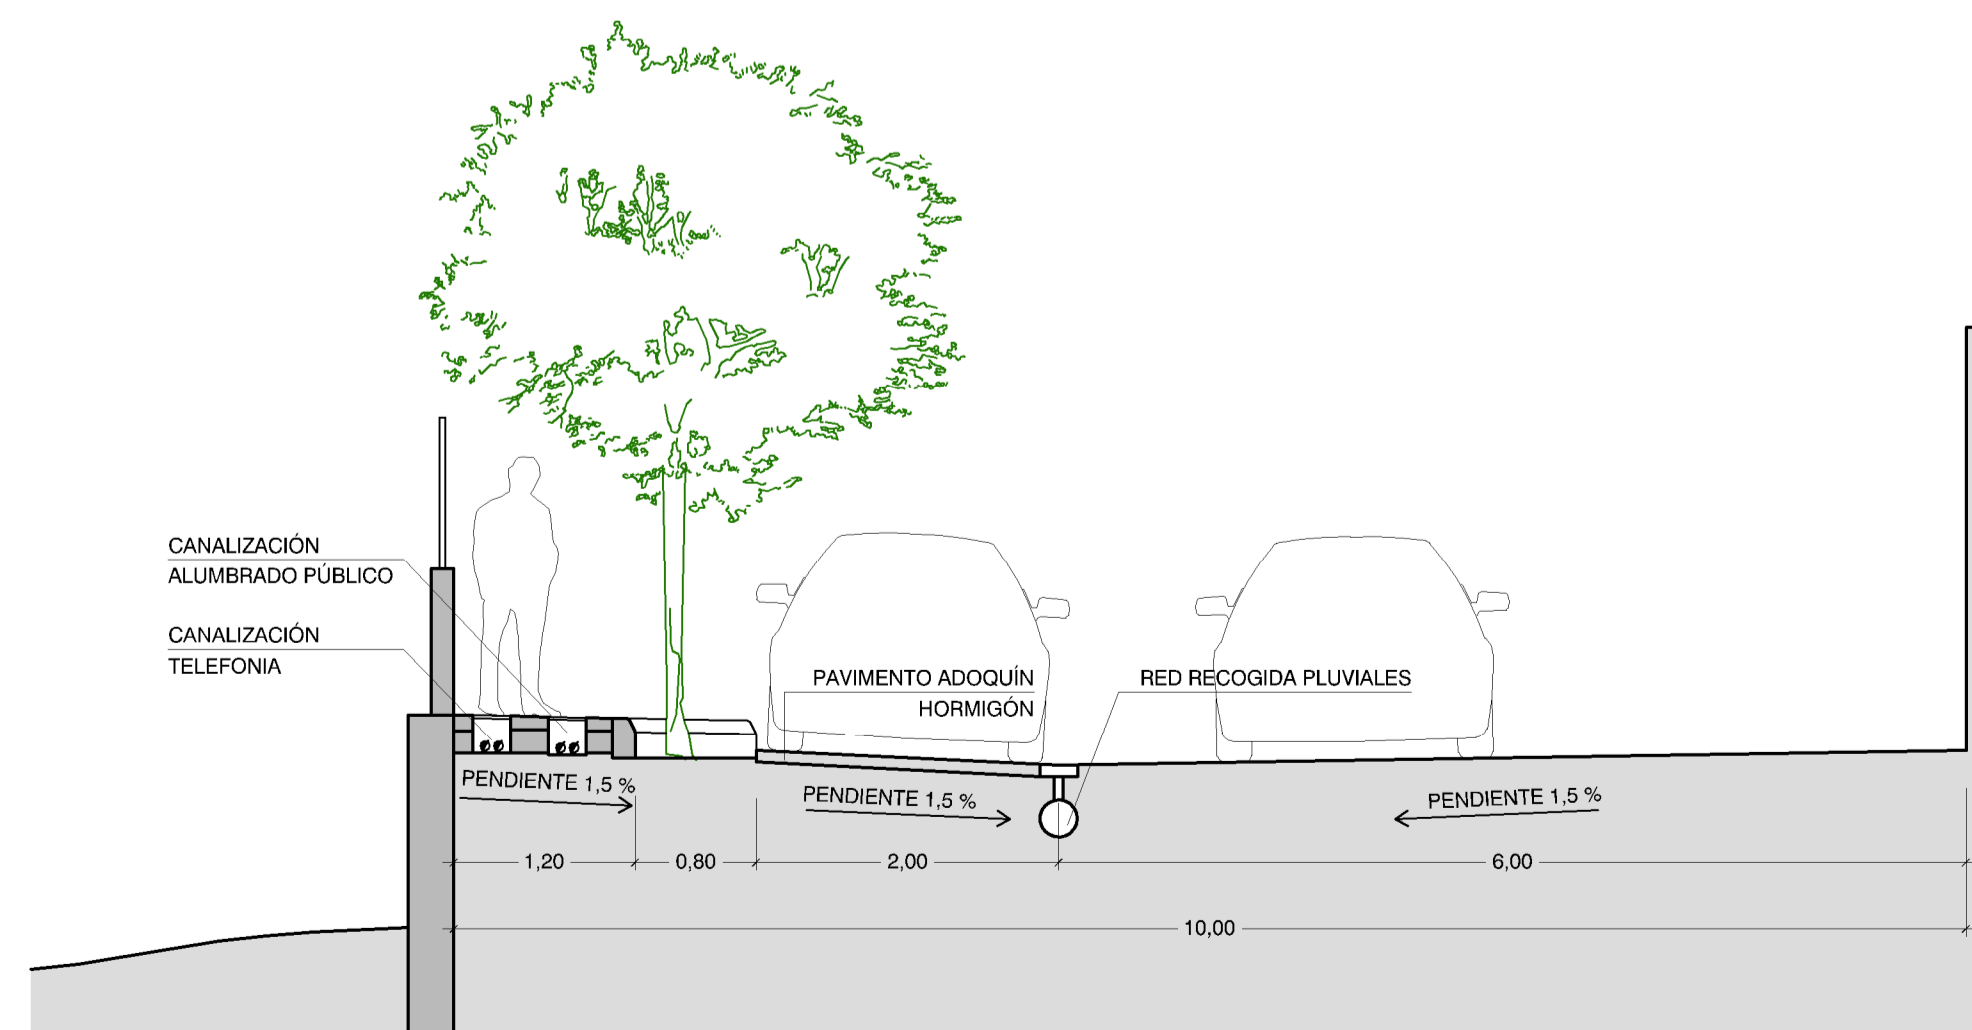 CANALIZACIÓN
ALUMBRADO PÚBLICO
CANALIZACIÓN
TELEFONIA
PAVIMENTO ADOQUÍN
HORMIGÓN
RED RECOGIDA PLUVIALES
PENDIENTE 1,5 %
PENDIENTE 1,5 %
PENDIENTE 1,5 %
1,20
0,80
2,00
6,00
10,00